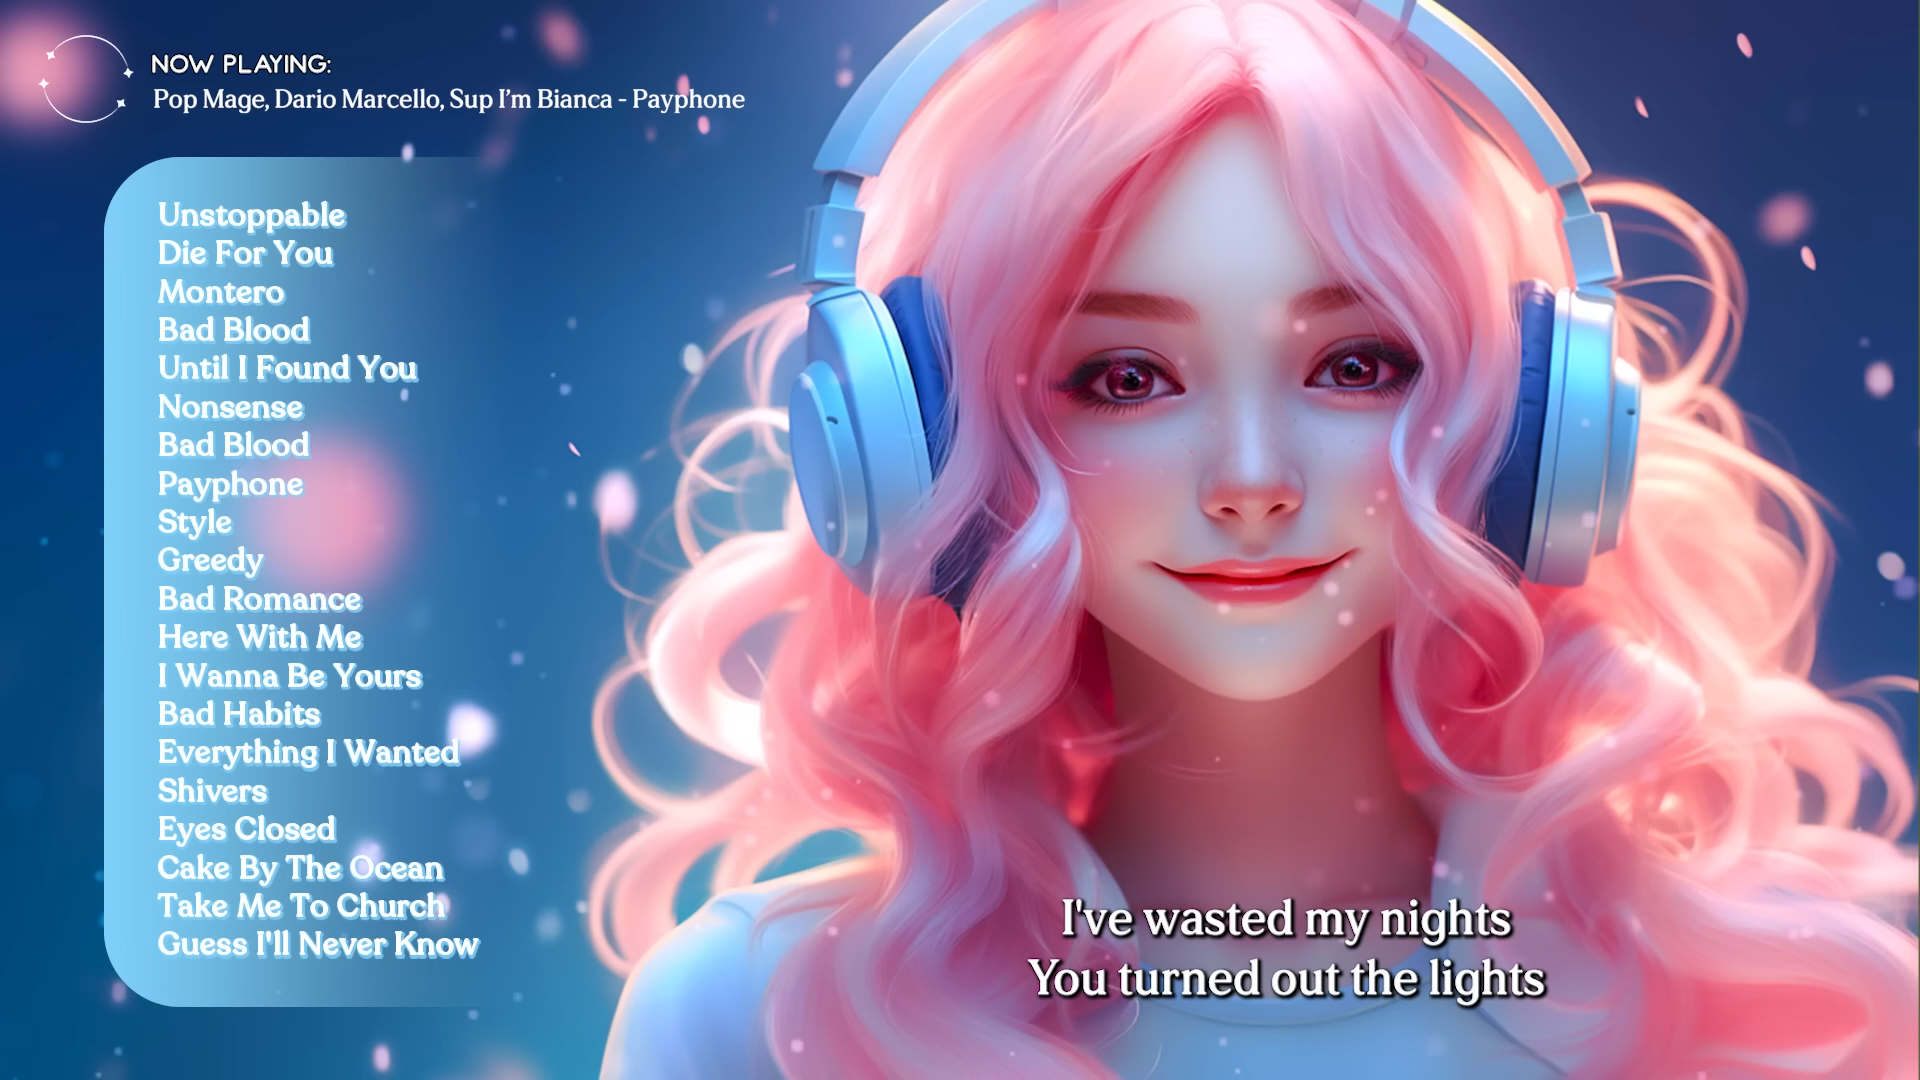 NOW PLAYING:
Pop Mage, Dario Marcello, Sup I'm Bianca - Payphone
Unstoppable
Die For You
Montero
Bad Blood
Until I Found You
Nonsense
Bad Blood
Payphone
Style
Greedy
Bad Romance
Here With Me
I Wanna Be Yours
Bad Habits
Everything I Wanted
Shivers
Eyes Closed
Cake By The Ocean
Take Me To Church
Guess I'll Never Know
I've wasted my nights
You turned out the lights